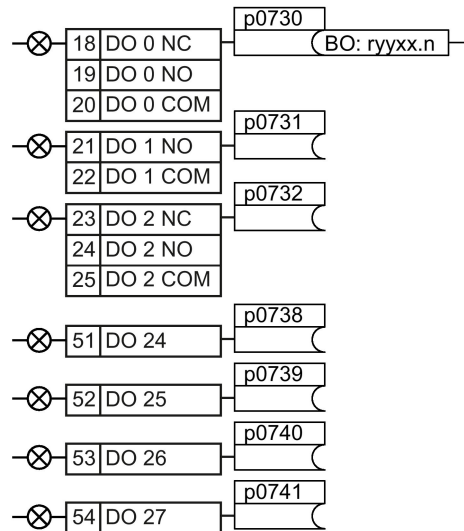 p0730
18 DO 0 NC
BO: ryyxx.n
19 DO 0 NO
20 DO 0 COM
p0731
21 DO 1 NO
22 DO 1 COM
p0732
23 DO 2 NC
24 DO 2 NO
25 DO 2 COM
p0738
51 DO 24
p0739
52 DO 25
p0740
53 DO 26
p0741
54 DO 27